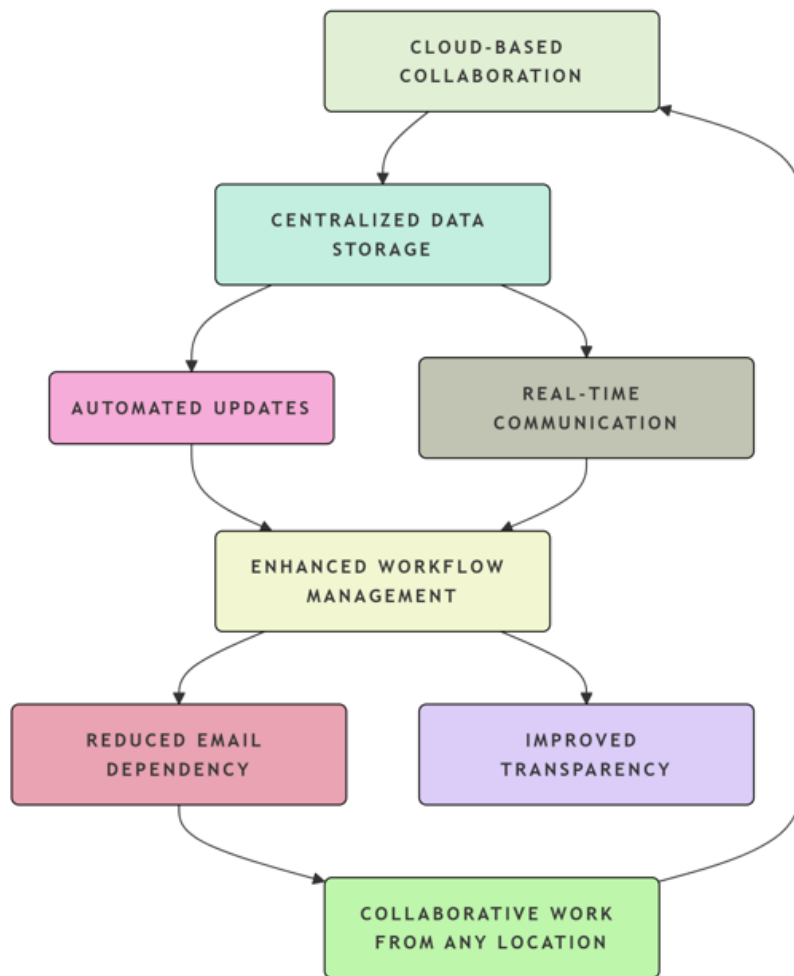 CLOUD-BASED
COLLABORATION
CENTRALIZED DATA
STORAGE
AUTOMATED UPDATES
REAL-TIME
COMMUNICATION
ENHANCED WORKFLOW
MANAGEMENT
REDUCED EMAIL
DEPENDENCY
IMPROVED
TRANSPARENCY
COLLABORATIVE WORK
FROM ANY LOCATION